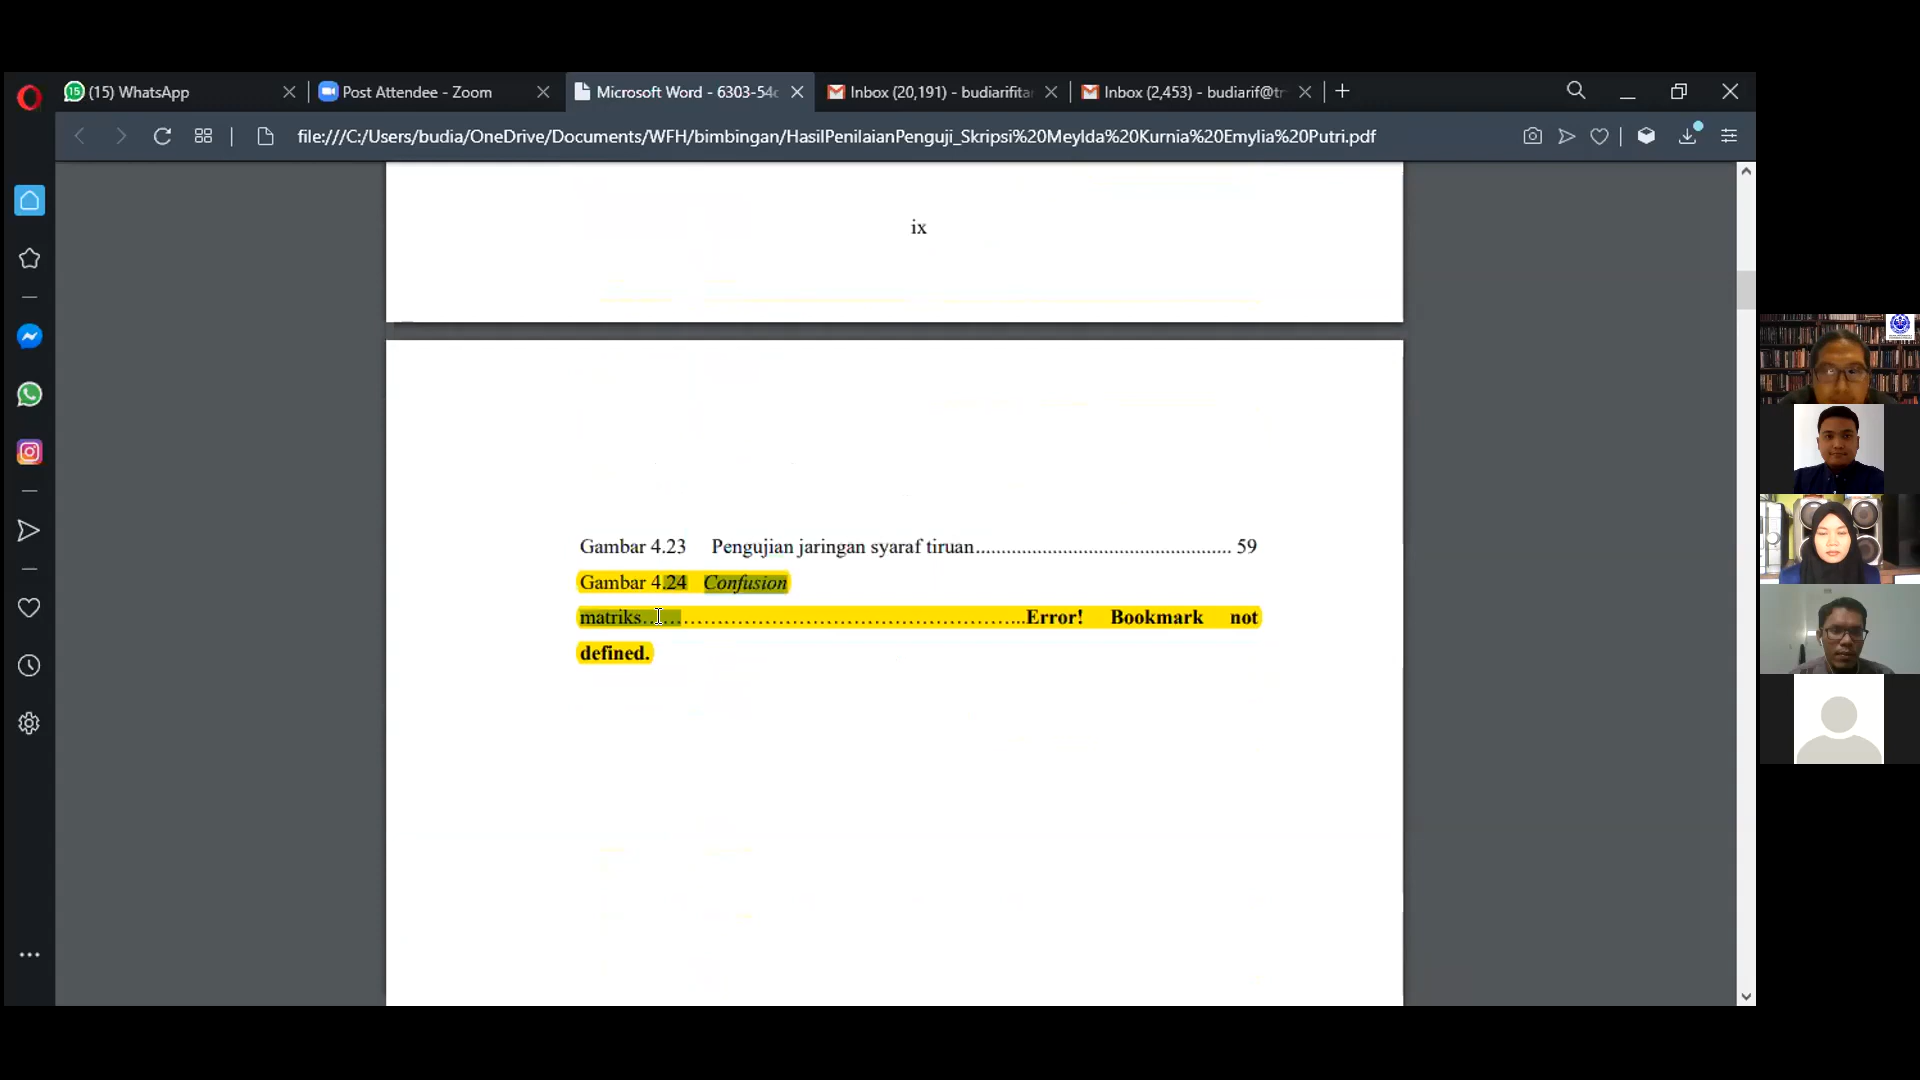 (15) WhatsApp
Post Attendee - Zoom
Microsoft Word - 6303-54
Inbox (20,191) - budiarifita
Inbox (2,453) - budiarif@tr
file:///C:/Users/budia/OneDrive/Documents/WFH/bimbingan/HasilPenilaianPenguji_Skripsi%20Meylda%20Kurnia%20Emylia%20Putri.pdf
ix
Gambar 4.23 Pengujian jaringan syaraf tiruan................................................. 59
Gambar 4.24 Confusion
matriks……………………………………………………...Error! Bookmark not
defined.